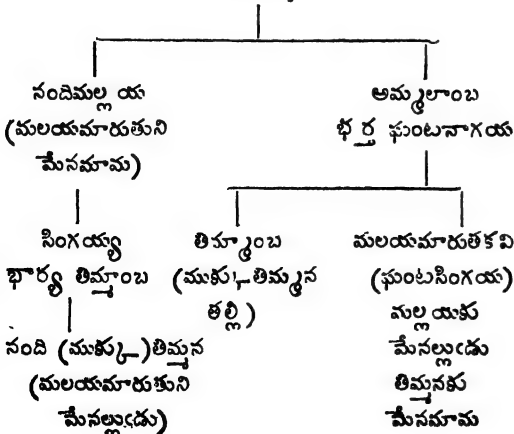 నందిమల్లయ
(మలయమారుతుని
మేనమామ)
అమ్మలాంబ
భర్త ఘంటనాగయ
సింగయ్య
భార్య తిమ్మాంబ
తిమ్మాంబ
(ముక్కుతిమ్మన
తల్లి)
మలయమారుతకవి
(ఘంటసింగయ)
మల్లయకు
మేనల్లుఁడు
తిమ్మనకు
మేనమామ
నంది (ముక్కు)తిమ్మన
(మలయమారుతుని
మేనల్లుఁడు)